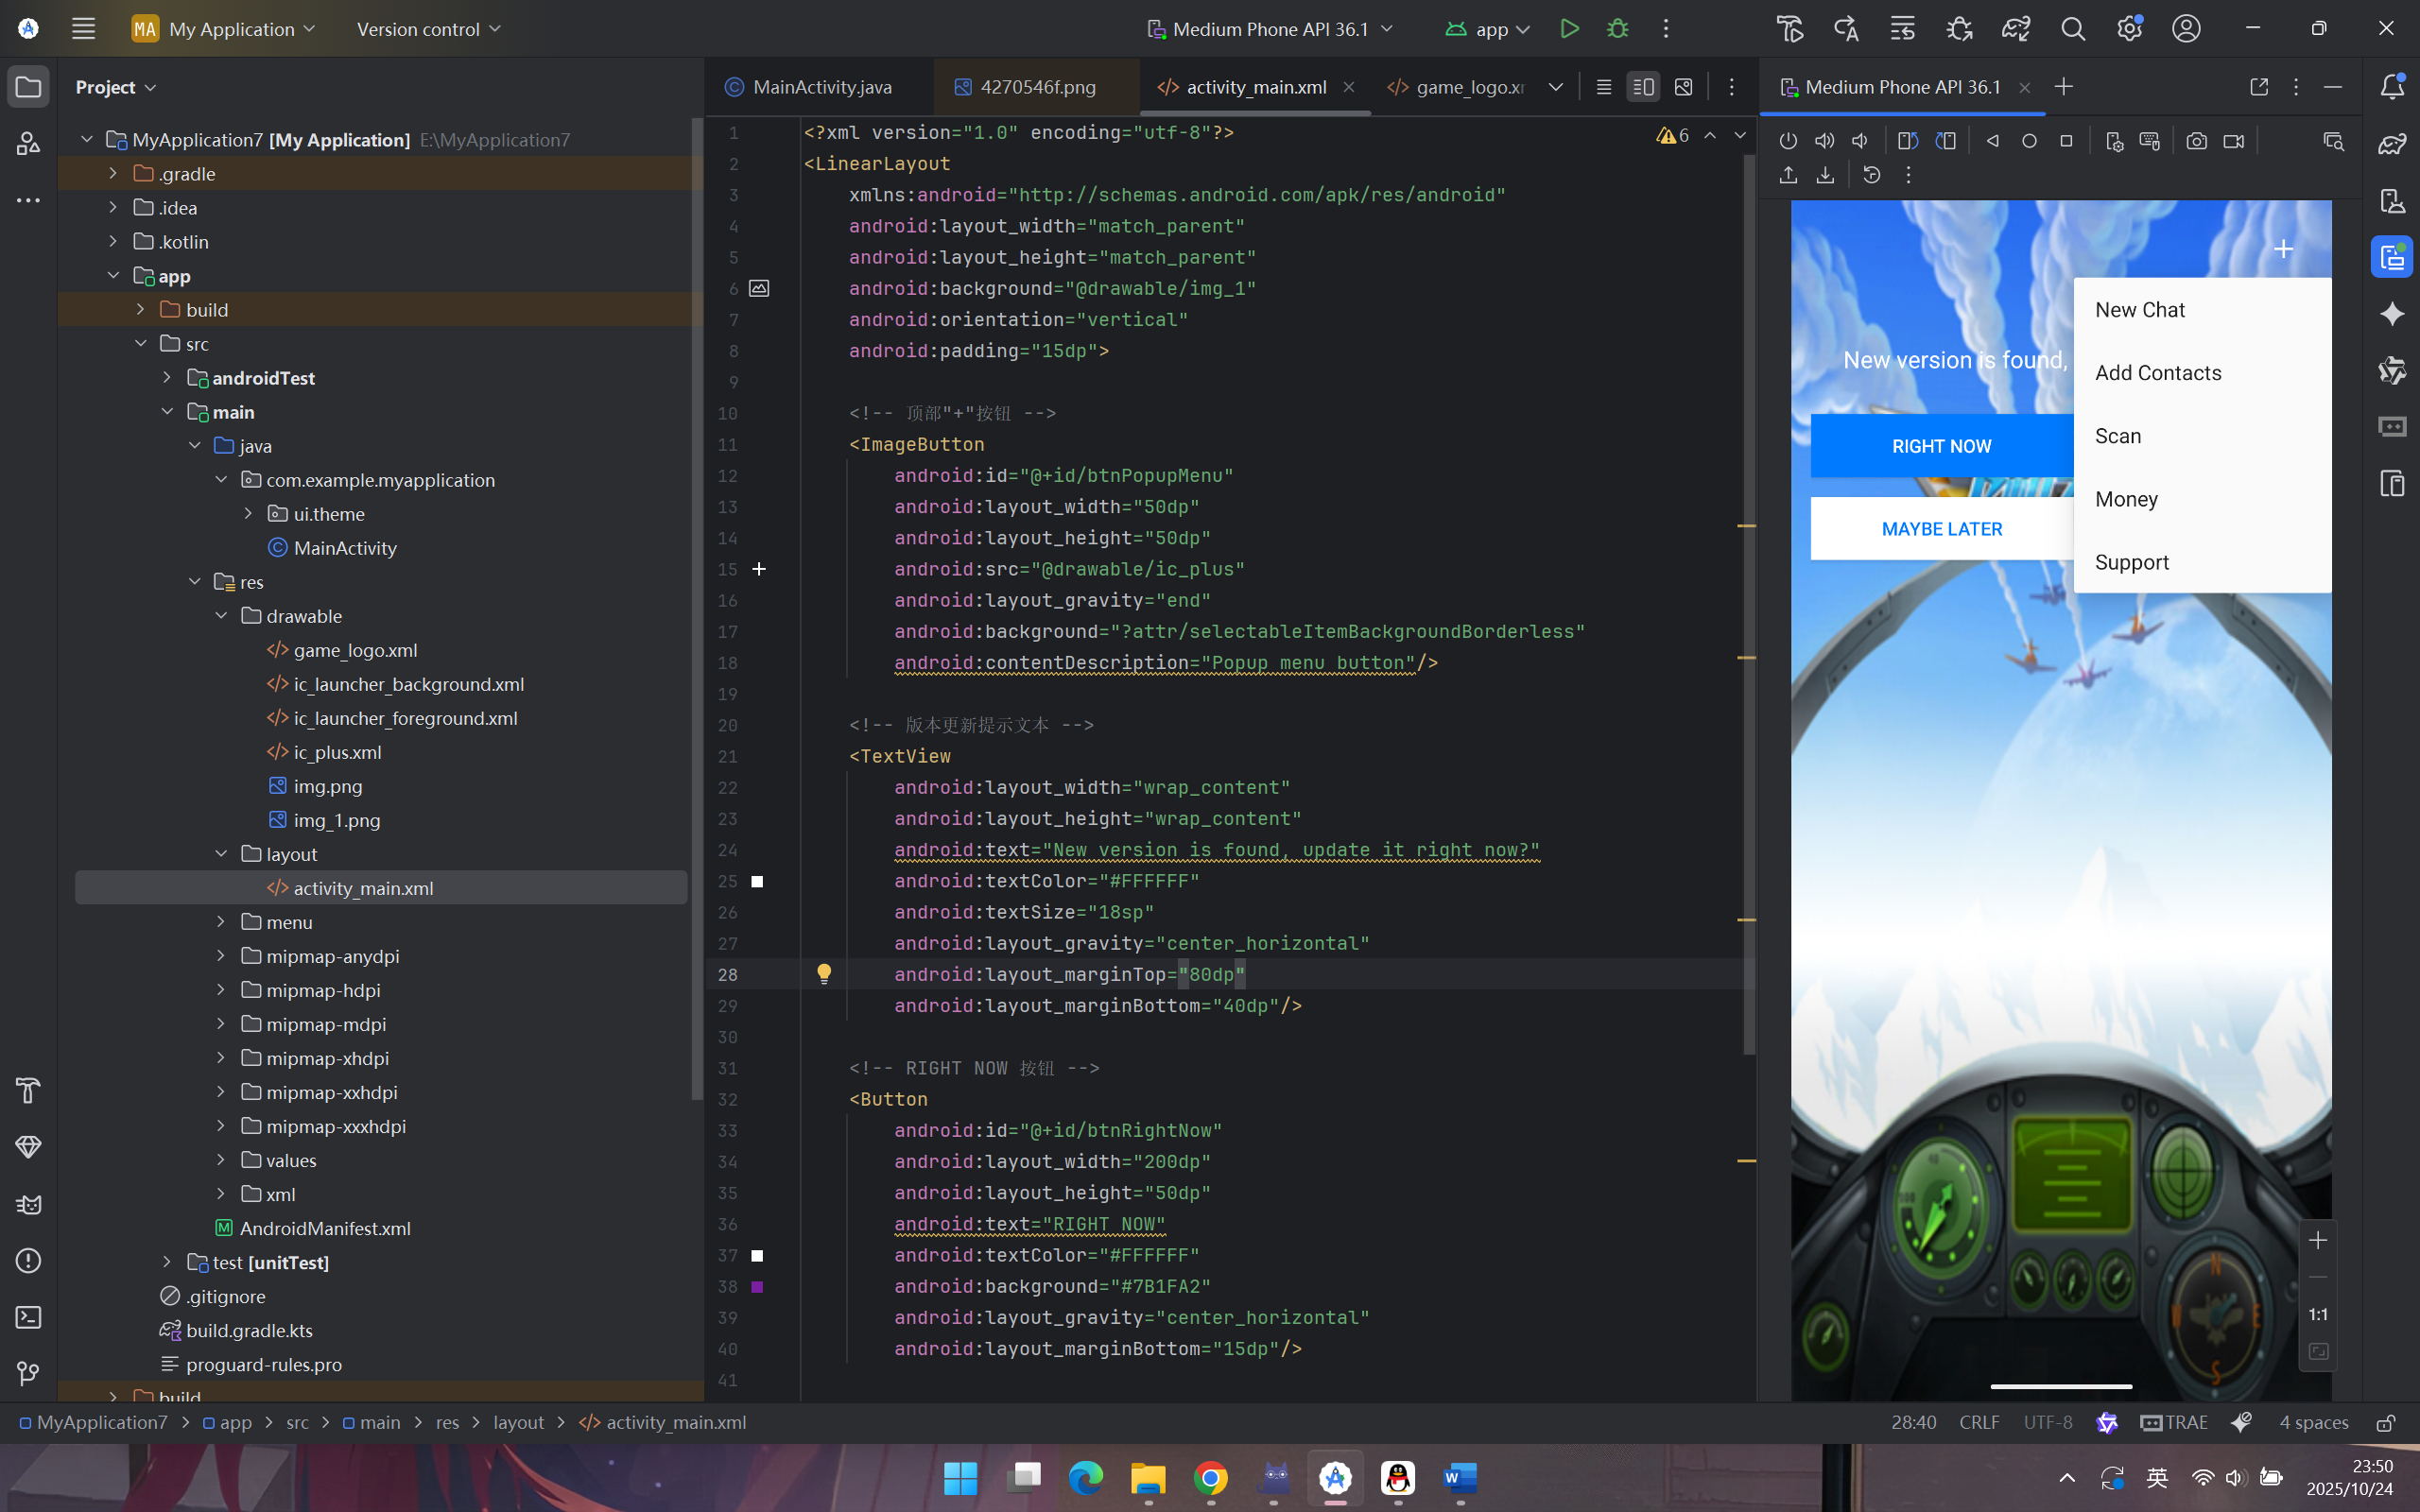 MA My Application Version control Medium Phone API 36.1 app
Project
MainActivity.java 4270546f.png activity_main.xml game_logo.xr
Medium Phone API 36.1
MyApplication7 [My Application] E:\MyApplication7
.gradle
.idea
.kotlin
app
build
src
androidTest
main
java
com.example.myapplication
ui.theme
MainActivity
res
drawable
game_logo.xml
ic_launcher_background.xml
ic_launcher_foreground.xml
ic_plus.xml
img.png
img_1.png
layout
activity_main.xml
menu
mipmap-anydpi
mipmap-hdpi
mipmap-mdpi
mipmap-xhdpi
mipmap-xxhdpi
mipmap-xxxhdpi
values
xml
AndroidManifest.xml
test [unitTest]
.gitignore
build.gradle.kts
proguard-rules.pro
build
6
1 <?xml version="1.0" encoding="utf-8"?>
2 <LinearLayout
3 xmlns:android="http://schemas.android.com/apk/res/android"
4 android:layout_width="match_parent"
5 android:layout_height="match_parent"
6 android:background="@drawable/img_1"
7 android:orientation="vertical"
8 android:padding="15dp">
9
10 <!-- 顶部"+"按钮 -->
11 <ImageButton
12 android:id="@+id/btnPopupMenu"
13 android:layout_width="50dp"
14 android:layout_height="50dp"
15 android:src="@drawable/ic_plus"
16 android:layout_gravity="end"
17 android:background="?attr/selectableItemBackgroundBorderless"
18 android:contentDescription="Popup menu button"/>
19
20 <!-- 版本更新提示文本 -->
21 <TextView
22 android:layout_width="wrap_content"
23 android:layout_height="wrap_content"
24 android:text="New version is found, update it right now?"
25 android:textColor="#FFFFFF"
26 android:textSize="18sp"
27 android:layout_gravity="center_horizontal"
28 android:layout_marginTop="80dp"
29 android:layout_marginBottom="40dp"/>
30
31 <!-- RIGHT NOW 按钮 -->
32 <Button
33 android:id="@+id/btnRightNow"
34 android:layout_width="200dp"
35 android:layout_height="50dp"
36 android:text="RIGHT NOW"
37 android:textColor="#FFFFFF"
38 android:background="#7B1FA2"
39 android:layout_gravity="center_horizontal"
40 android:layout_marginBottom="15dp"/>
41
New version is found,
RIGHT NOW
MAYBE LATER
New Chat
Add Contacts
Scan
Money
Support
N
E
S
W
1:1
MyApplication7 > app > src > main > res > layout > activity_main.xml
28:40 CRLF UTF-8 TRAE 4 spaces
英
23:50
2025/10/24